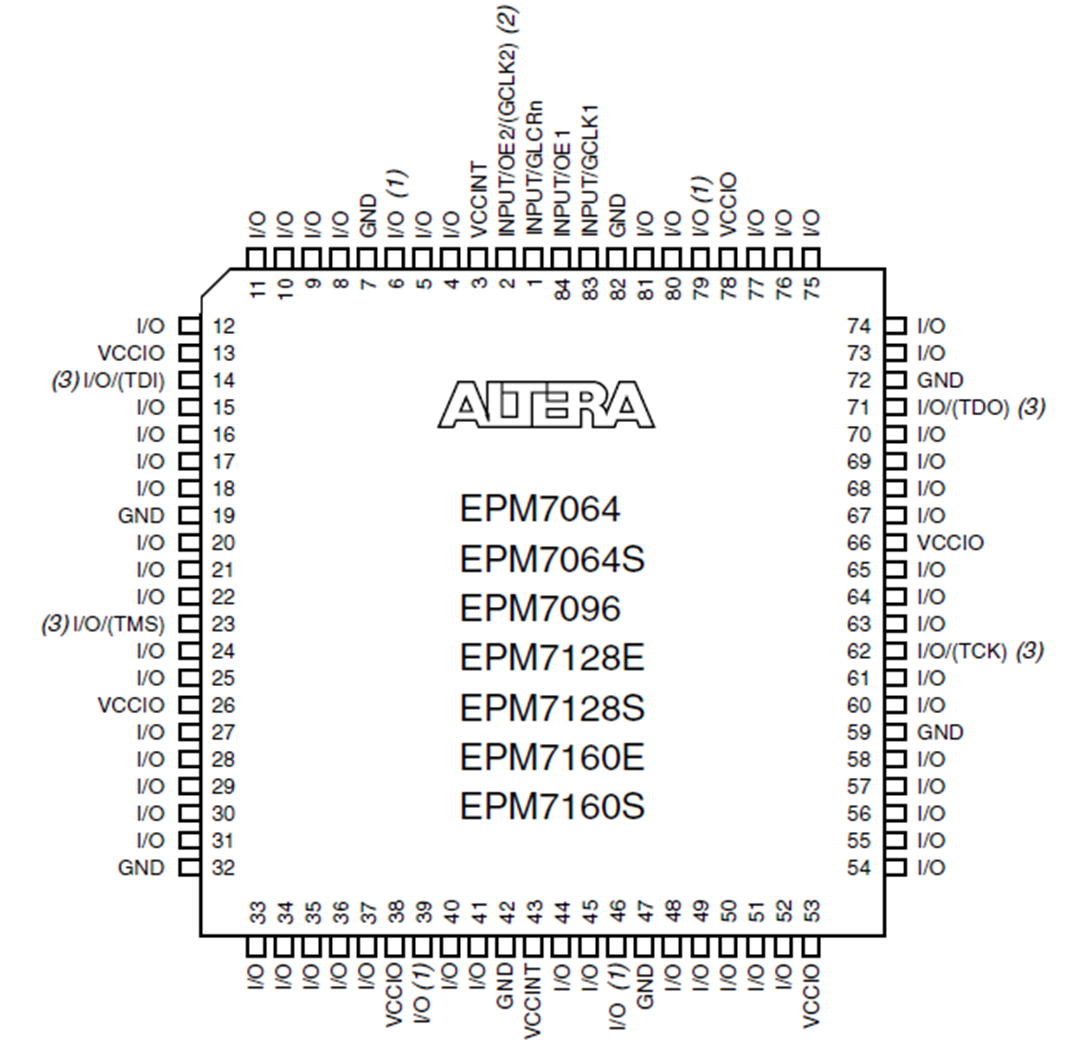 I/O
I/O
I/O
I/O
GND
I/O (1)
I/O
I/O
VCCINT
INPUT/OE2/(GCLK2) (2)
INPUT/GLCRn
INPUT/OE1
INPUT/GCLK1
GND
I/O
I/O
I/O (1)
VCCIO
I/O
I/O
I/O
11 10 9 8 7 6 5 4 3 2 1 84 83 82 81 80 79 78 77 76 75
I/O 12
VCCIO 13
(3) I/O/(TDI) 14
I/O 15
I/O 16
I/O 17
I/O 18
GND 19
I/O 20
I/O 21
I/O 22
(3) I/O/(TMS) 23
I/O 24
I/O 25
VCCIO 26
I/O 27
I/O 28
I/O 29
I/O 30
I/O 31
GND 32
ALTERA
EPM7064
EPM7064S
EPM7096
EPM7128E
EPM7128S
EPM7160E
EPM7160S
74 I/O
73 I/O
72 GND
71 I/O/(TDO) (3)
70 I/O
69 I/O
68 I/O
67 I/O
66 VCCIO
65 I/O
64 I/O
63 I/O
62 I/O/(TCK) (3)
61 I/O
60 I/O
59 GND
58 I/O
57 I/O
56 I/O
55 I/O
54 I/O
33 34 35 36 37 38 39 40 41 42 43 44 45 46 47 48 49 50 51 52 53
I/O
I/O
I/O
I/O
I/O
VCCIO
I/O (1)
I/O
I/O
GND
VCCINT
I/O
I/O
I/O (1)
GND
I/O
I/O
I/O
I/O
I/O
VCCIO